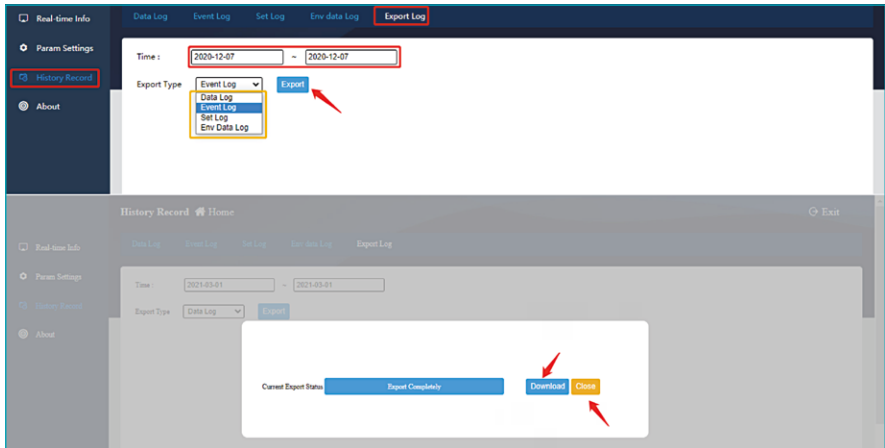 Real-time Info
Data Log Event Log Set Log Env data Log Export Log
Param Settings
Time : 2020-12-07 ~ 2020-12-07
History Record
Export Type Event Log Export
Data Log
About
Event Log
Set Log
Env Data Log
History Record Home Exit
Real-time Info
Data Log Event Log Set Log Env data Log Export Log
Param Settings
Time : 2021-03-01 ~ 2021-03-01
Export Type Data Log Export
About
Current Export Status Export Completely Download Close